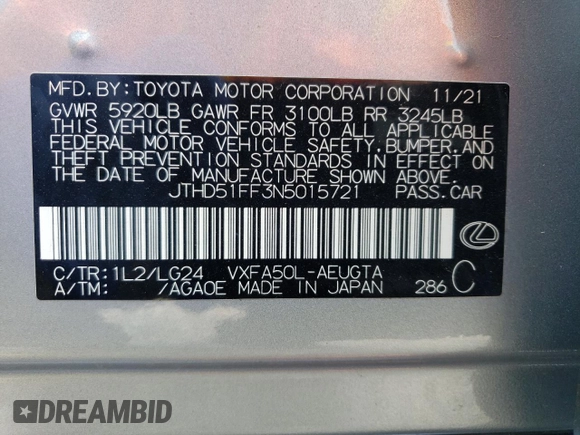 MFD.BY: TOYOTA MOTOR CORPORATION 11/21
GVWR 5920LB GAWR FR 3100LB RR 3245LB
THIS VEHICLE CONFORMS TO ALL APPLICABLE
FEDERAL MOTOR VEHICLE SAFETY, BUMPER, AND
THEFT PREVENTION STANDARDS IN EFFECT ON
THE DATE OF MANUFACTURE SHOWN ABOVE.
JTHD51FF3N5015721 PASS.CAR
C/TR: 1L2/LG24 VXFA50L-AEUGTA
A/TM: /AGAOE MADE IN JAPAN 286 C
DREAMBID